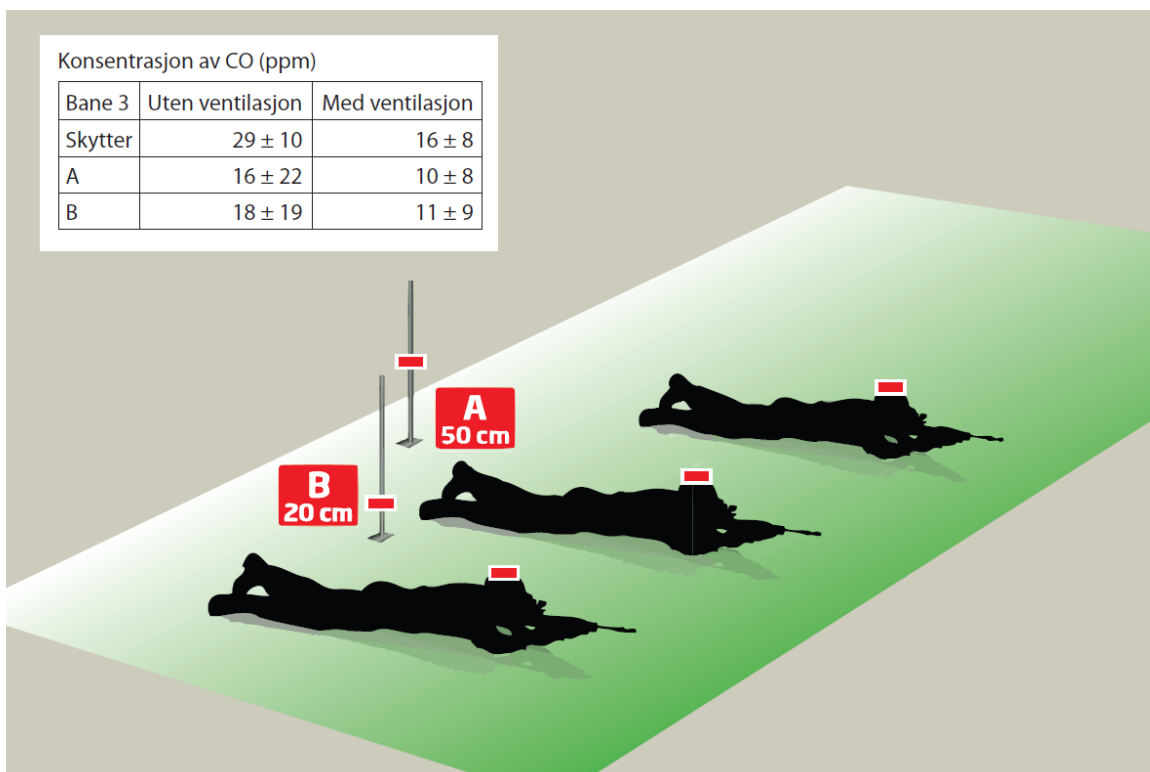 Konsentrasjon av CO (ppm)
Bane 3 Uten ventilasjon Med ventilasjon
Skytter 29 ± 10 16 ± 8
A 16 ± 22 10 ± 8
B 18 ± 19 11 ± 9
A
50 cm
B
20 cm